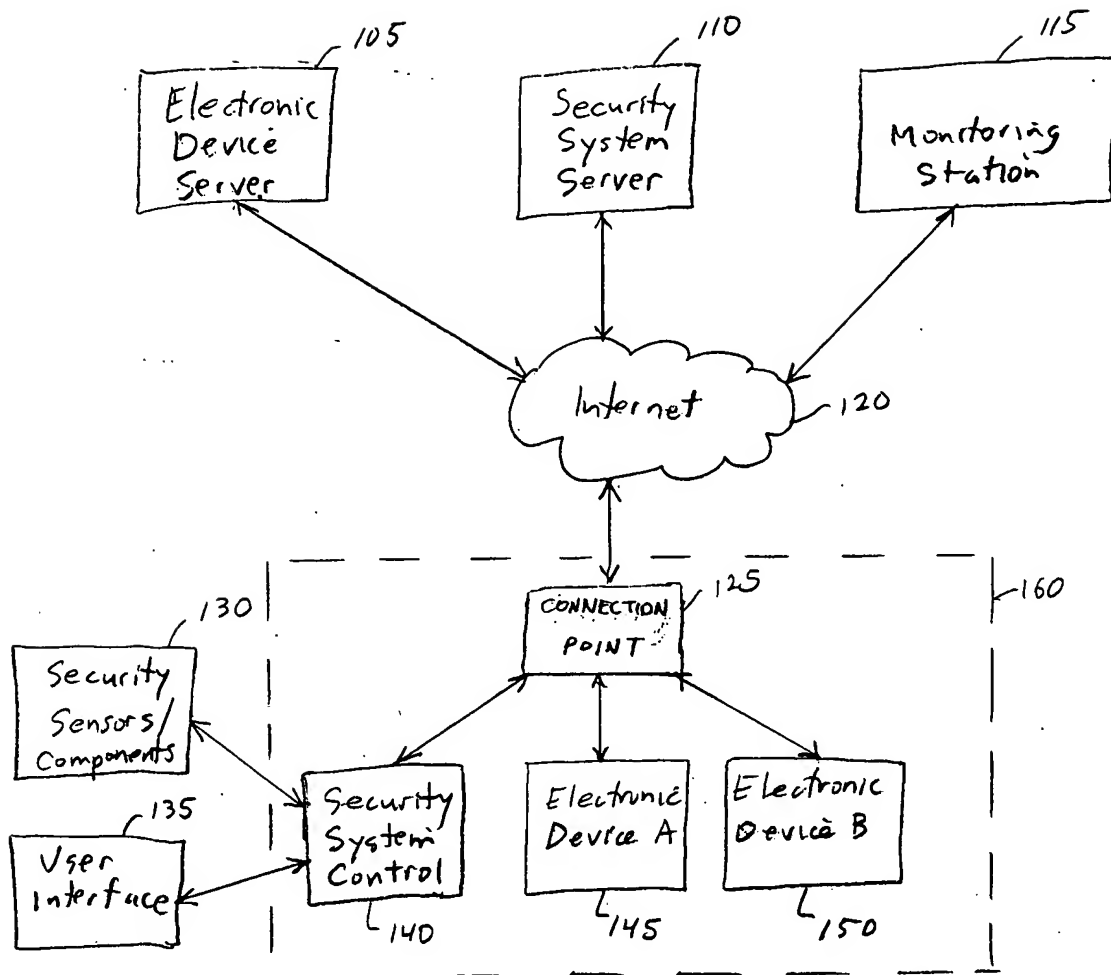 105
110
115
Electronic
Device
Server
Security
System
Server
Monitoring
Station
Internet
120
CONNECTION
POINT
125
160
130
Security
Sensors/
Components
135
User
Interface
Security
System
Control
140
Electronic
Device A
145
Electronic
Device B
150